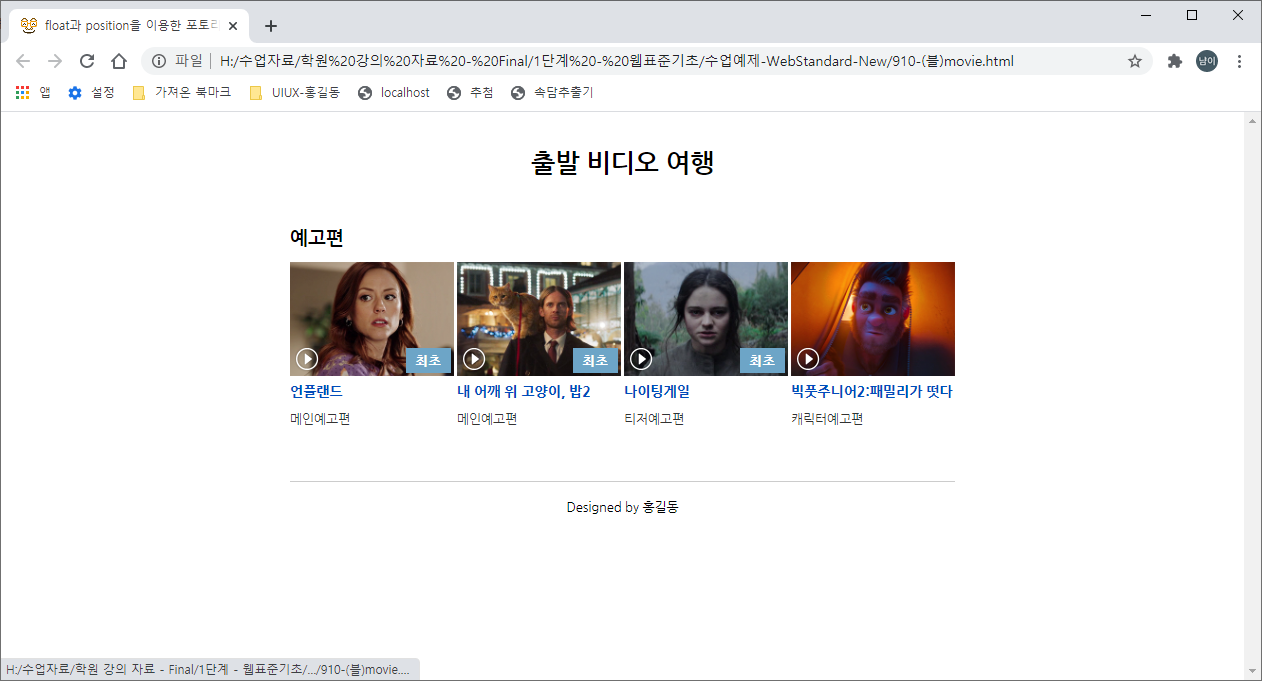 float과 position을 이용한 포토
파일 H:/수업자료/학원%20강의%20자료%20-%20Final/1단계%20-%20웹표준기초/수업예제-WebStandard-New/910-(블)movie.html
남이
앱 설정 가져온 북마크 UIUX-홍길동 localhost 추첨 속담추출기
출발 비디오 여행
예고편
최초 최초 최초
언플랜드 내 어깨 위 고양이, 밥2 나이팅게일 빅풋주니어2:패밀리가 떳다
메인예고편 메인예고편 티저예고편 캐릭터예고편
Designed by 홍길동
H:/수업자료/학원 강의 자료 - Final/1단계 - 웹표준기초/.../910-(블)movie....